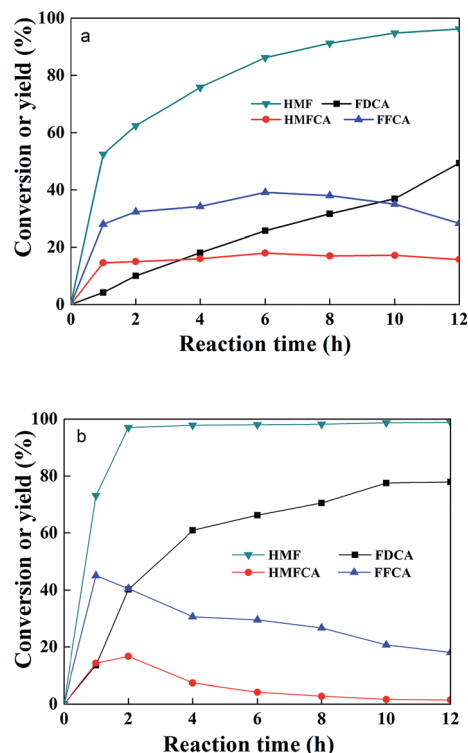 a
Conversion or yield (%)
100
80
60
40
20
0
HMF FDCA
HMFCA FFCA
0 2 4 6 8 10 12
Reaction time (h)
b
Conversion or yield (%)
100
80
60
40
20
0
HMF FDCA
HMFCA FFCA
0 2 4 6 8 10 12
Reaction time (h)